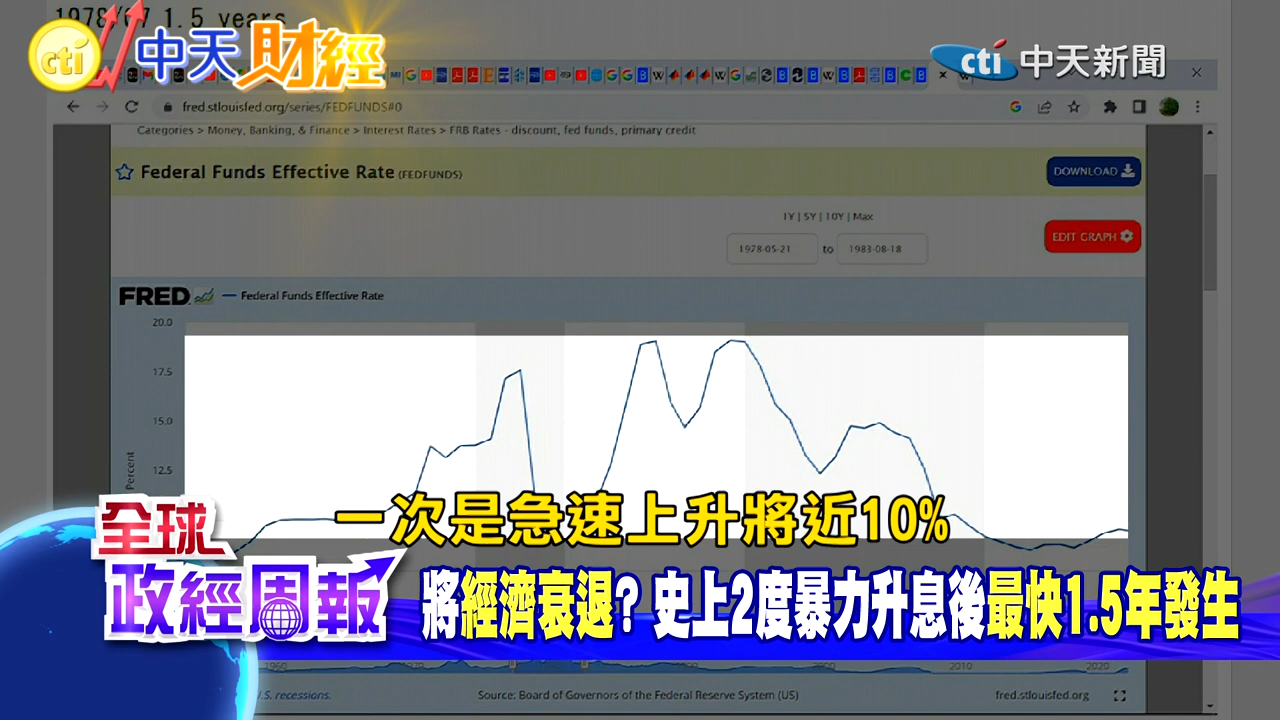 1978/07 1.5 years
cti 中天財經
cti 中天新聞
fred.stlouisfed.org/series/FEDFUNDS#0
Categories > Money, Banking, & Finance > Interest Rates > FRB Rates - discount, fed funds, primary credit
Federal Funds Effective Rate (FEDFUNDS)
DOWNLOAD
1Y | 5Y | 10Y | Max
1978-05-21 to 1983-08-18
EDIT GRAPH
FRED Federal Funds Effective Rate
20.0
17.5
15.0
12.5
Percent
一次是急速上升將近10%
全球
政經周報
將經濟衰退? 史上2度暴力升息後最快1.5年發生
2010 2020
U.S. recessions.
Source: Board of Governors of the Federal Reserve System (US)
fred.stlouisfed.org